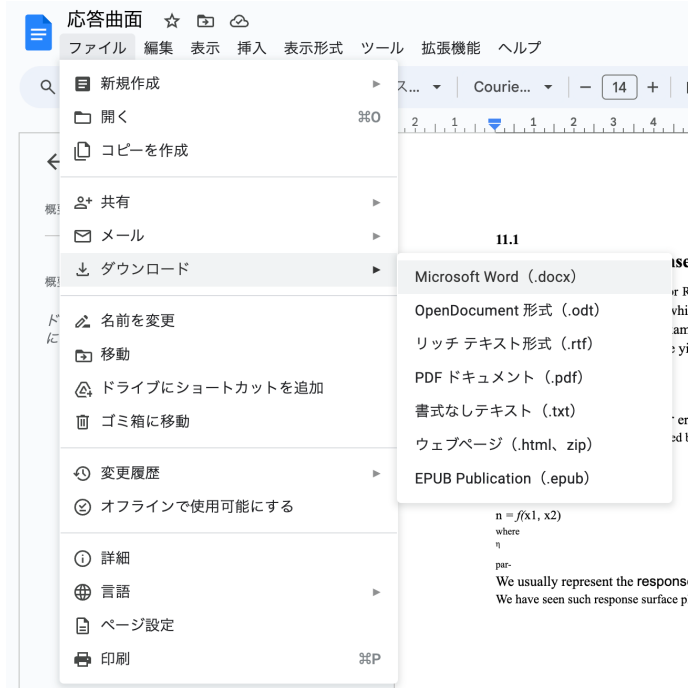 応答曲面
ファイル 編集 表示 挿入 表示形式 ツール 拡張機能 ヘルプ
ス... Courie... 14
新規作成
開く ⌘O
コピーを作成
共有
メール
ダウンロード
名前を変更
移動
ドライブにショートカットを追加
ゴミ箱に移動
変更履歴
オフラインで使用可能にする
詳細
言語
ページ設定
印刷 ⌘P
Microsoft Word（.docx）
OpenDocument 形式（.odt）
リッチ テキスト形式（.rtf）
PDF ドキュメント（.pdf）
書式なしテキスト（.txt）
ウェブページ（.html、zip）
EPUB Publication（.epub）
2 1 1 2 3 4
11.1
n = f(x1, x2)
where
η
par-
We usually represent the
We have seen such response surface